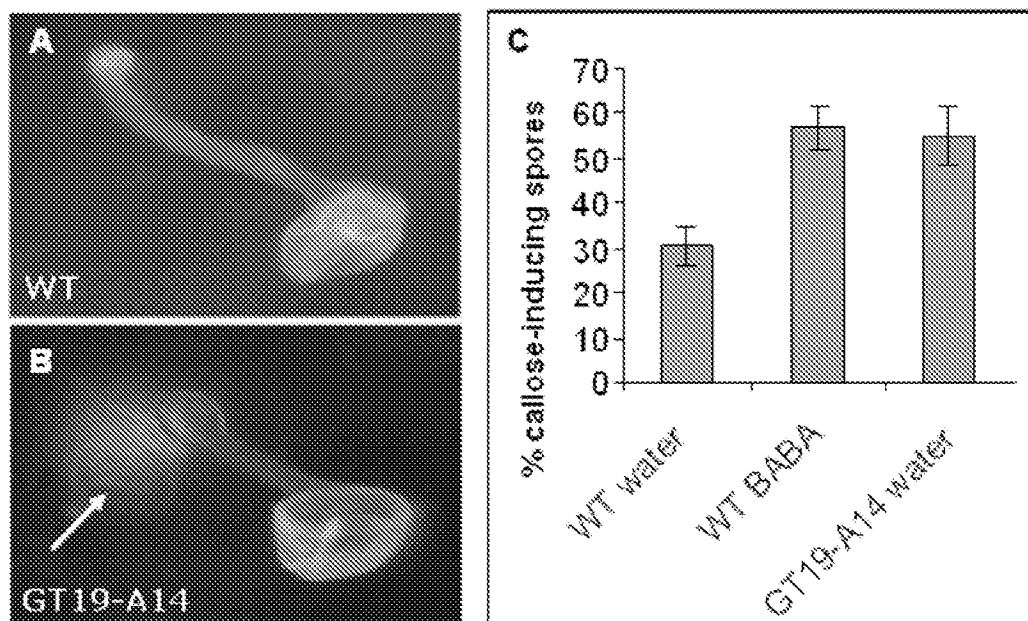 A
WT
B
GT19-A14
C
% callose-inducing spores
70
60
50
40
30
20
10
0
WT water
WT BABA
GT19-A14 water